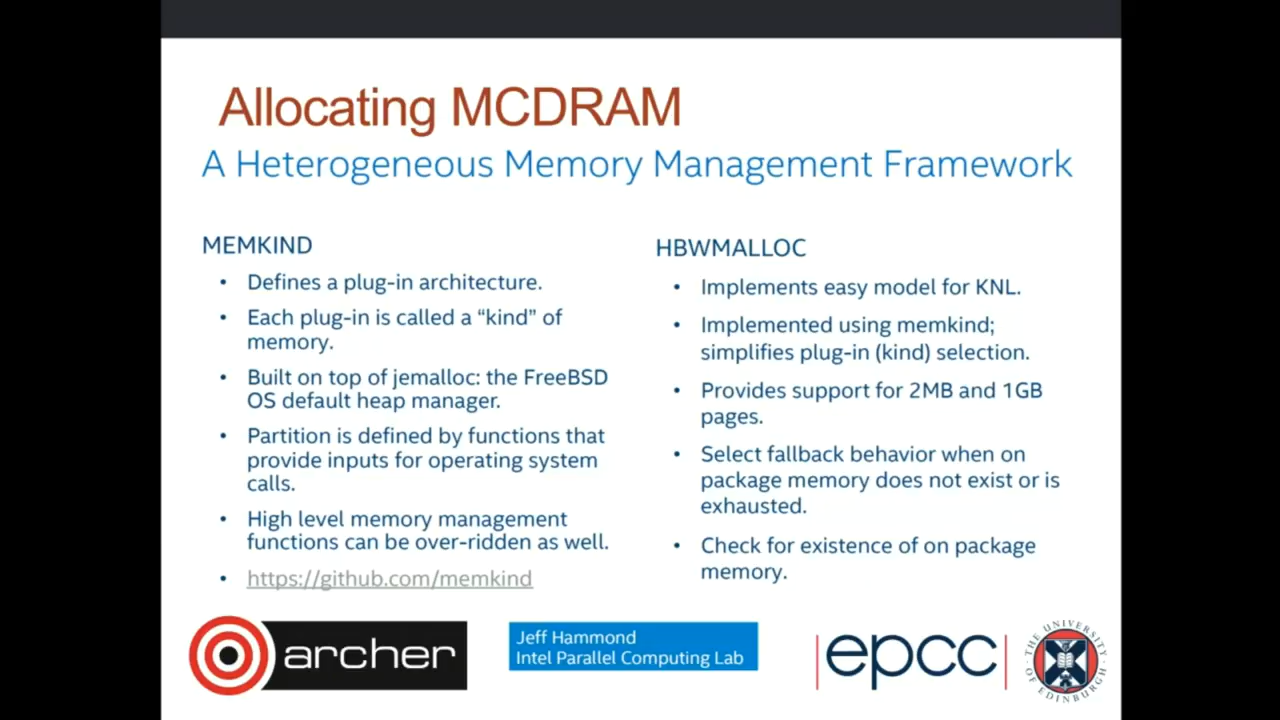 Allocating MCDRAM
A Heterogeneous Memory Management Framework
MEMKIND
• Defines a plug-in architecture.
• Each plug-in is called a “kind” of
memory.
• Built on top of jemalloc: the FreeBSD
OS default heap manager.
• Partition is defined by functions that
provide inputs for operating system
calls.
• High level memory management
functions can be over-ridden as well.
• https://github.com/memkind
HBWMALLOC
• Implements easy model for KNL.
• Implemented using memkind;
simplifies plug-in (kind) selection.
• Provides support for 2MB and 1GB
pages.
• Select fallback behavior when on
package memory does not exist or is
exhausted.
• Check for existence of on package
memory.
archer
Jeff Hammond
Intel Parallel Computing Lab
epcc
THE UNIVERSITY
OF EDINBURGH